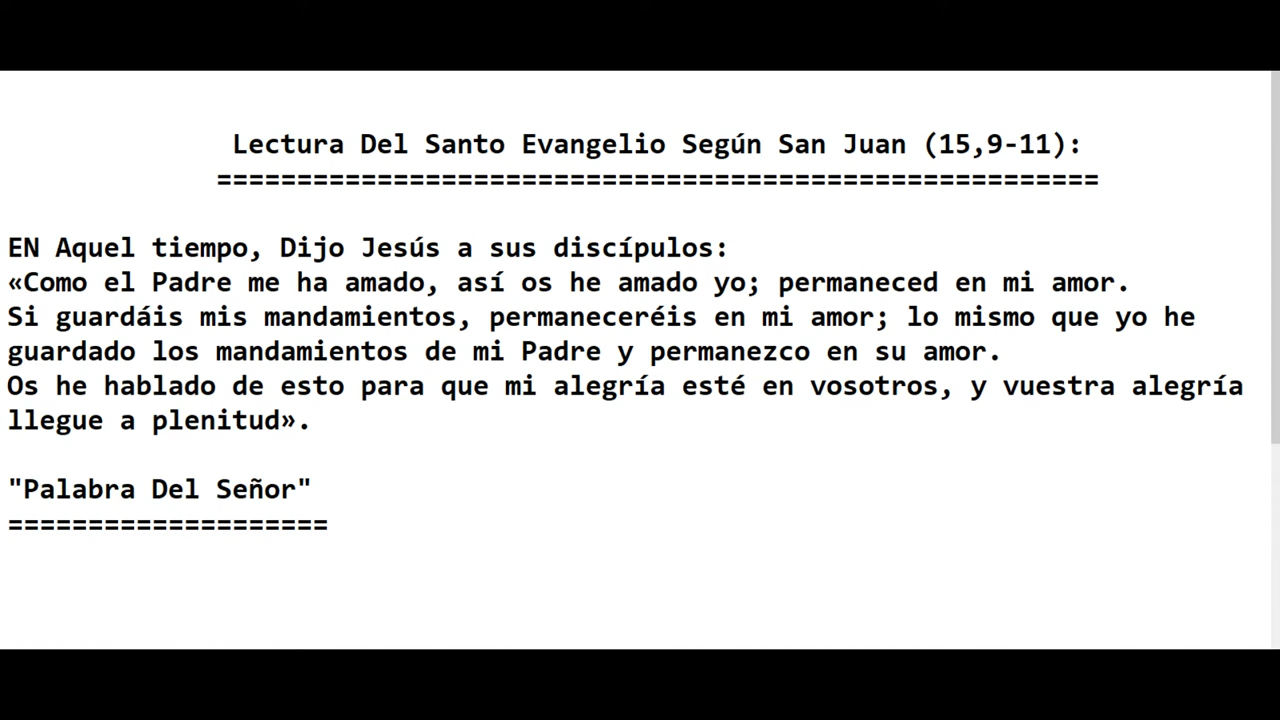 Lectura Del Santo Evangelio Según San Juan (15,9-11):
=======================================================
EN Aquel tiempo, Dijo Jesús a sus discípulos:
«Como el Padre me ha amado, así os he amado yo; permaneced en mi amor.
Si guardáis mis mandamientos, permaneceréis en mi amor; lo mismo que yo he
guardado los mandamientos de mi Padre y permanezco en su amor.
Os he hablado de esto para que mi alegría esté en vosotros, y vuestra alegría
llegue a plenitud».
"Palabra Del Señor"
====================